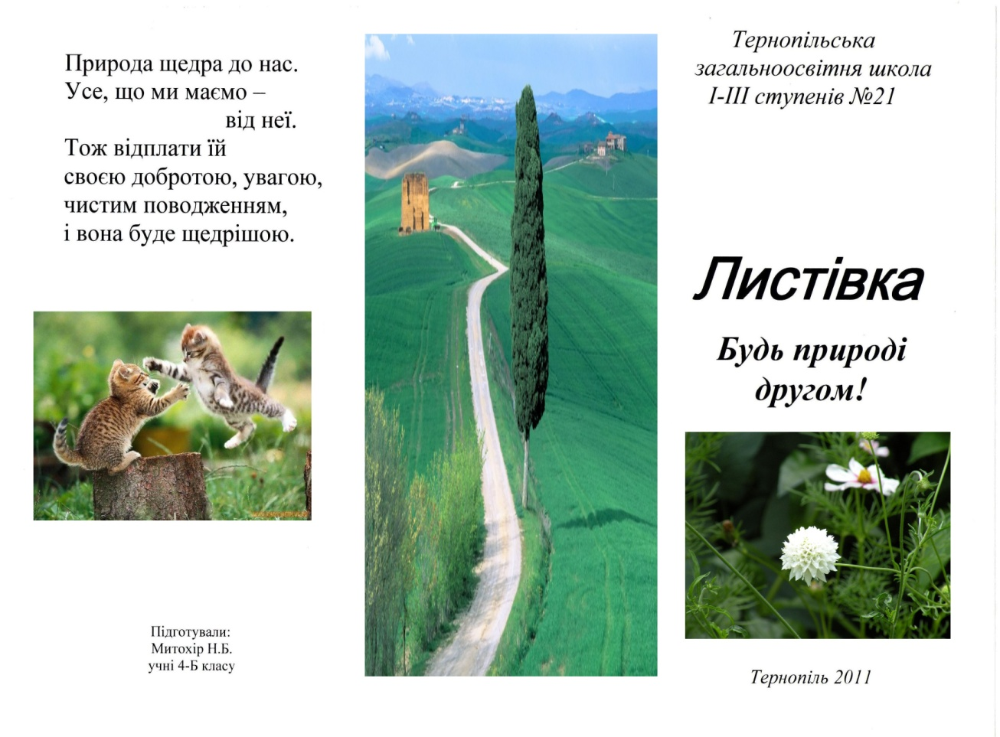 Природа щедра до нас.
Усе, що ми маємо –
від неї.
Тож відплати їй
своєю добротою, увагою,
чистим поводженням,
і вона буде щедрішою.
Підготували:
Митохір Н.Б.
учні 4-Б класу
Тернопільська
загальноосвітня школа
І-ІІІ ступенів №21
Листівка
Будь природі
другом!
Тернопіль 2011